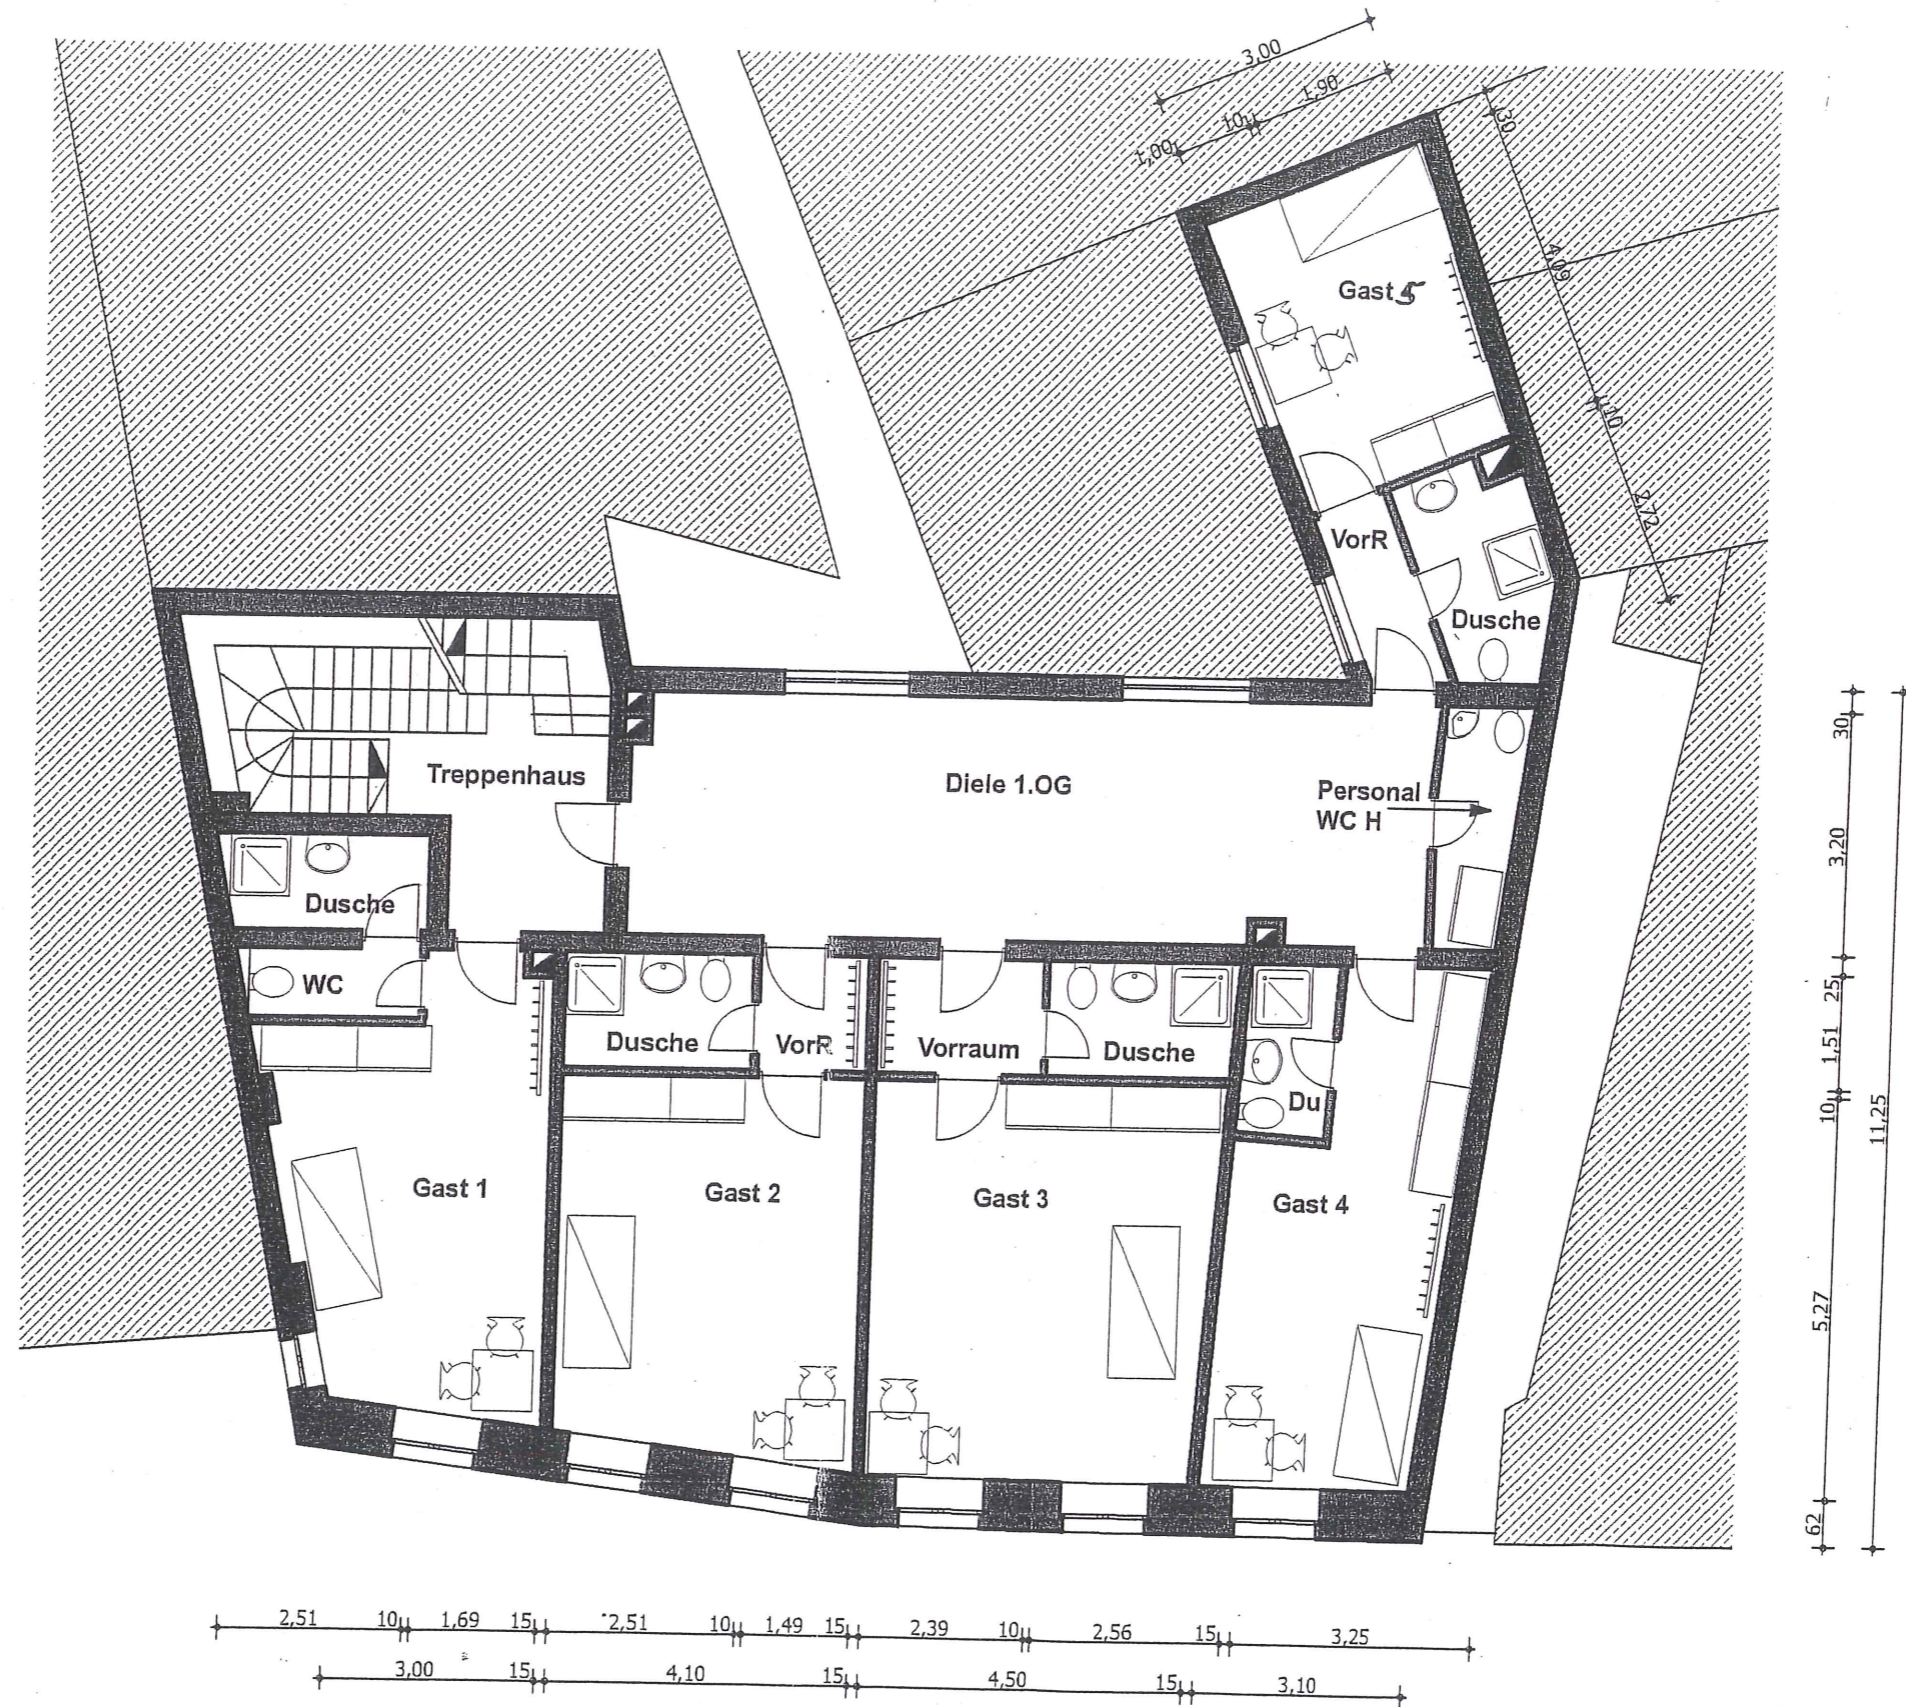 3,00
1,90
10
1,00
30
4,09
Gast 5
10
2,72
VorR
Dusche
30
Treppenhaus
Diele 1.OG
Personal
WC H
3,20
Dusche
WC
25
Dusche
VorR
Vorraum
Dusche
1,51
Du
10
11,25
Gast 1
Gast 2
Gast 3
Gast 4
5,27
62
2,51 10 1,69 15 2,51 10 1,49 15 2,39 10 2,56 15 3,25
3,00 15 4,10 15 4,50 15 3,10